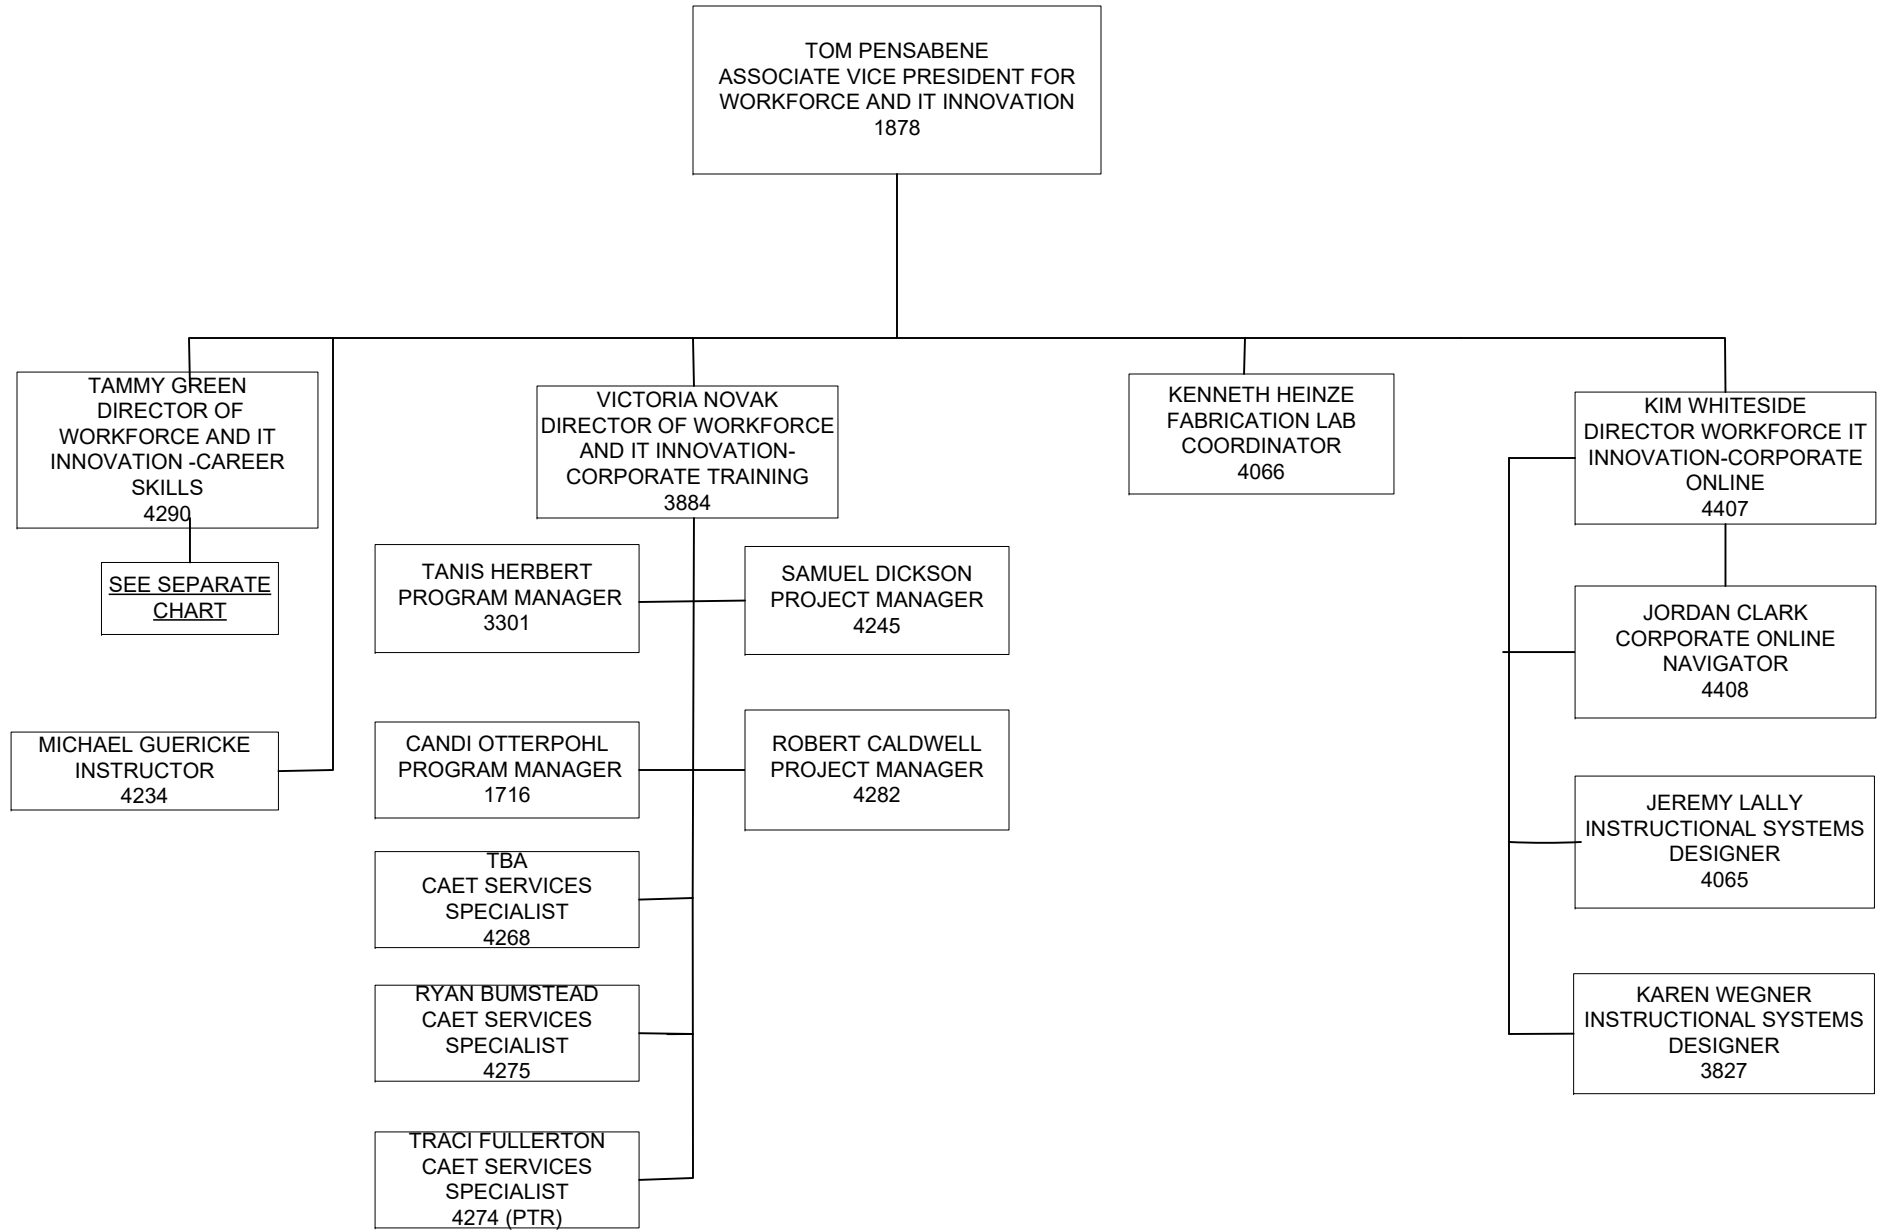 TOM PENSABENE
ASSOCIATE VICE PRESIDENT FOR
WORKFORCE AND IT INNOVATION
1878
TAMMY GREEN
DIRECTOR OF
WORKFORCE AND IT
INNOVATION -CAREER
SKILLS
4290
SEE SEPARATE
CHART
MICHAEL GUERICKE
INSTRUCTOR
4234
VICTORIA NOVAK
DIRECTOR OF WORKFORCE
AND IT INNOVATION-
CORPORATE TRAINING
3884
TANIS HERBERT
PROGRAM MANAGER
3301
SAMUEL DICKSON
PROJECT MANAGER
4245
CANDI OTTERPOHL
PROGRAM MANAGER
1716
ROBERT CALDWELL
PROJECT MANAGER
4282
TBA
CAET SERVICES
SPECIALIST
4268
RYAN BUMSTEAD
CAET SERVICES
SPECIALIST
4275
TRACI FULLERTON
CAET SERVICES
SPECIALIST
4274 (PTR)
KENNETH HEINZE
FABRICATION LAB
COORDINATOR
4066
KIM WHITESIDE
DIRECTOR WORKFORCE IT
INNOVATION-CORPORATE
ONLINE
4407
JORDAN CLARK
CORPORATE ONLINE
NAVIGATOR
4408
JEREMY LALLY
INSTRUCTIONAL SYSTEMS
DESIGNER
4065
KAREN WEGNER
INSTRUCTIONAL SYSTEMS
DESIGNER
3827